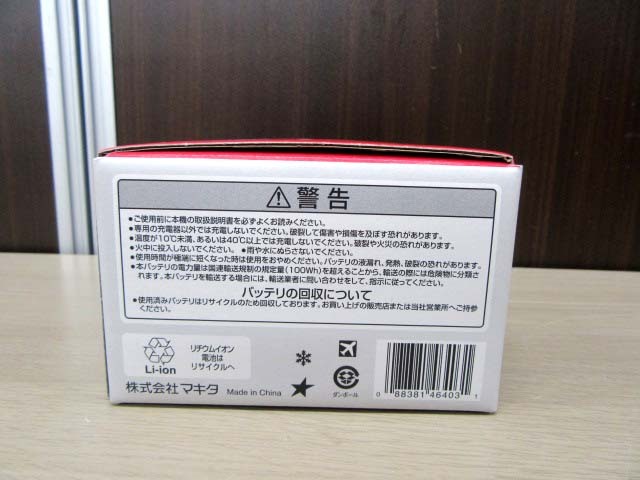 警告
●ご使用前に本機の取扱説明書を必ずよくお読みください。
●専用の充電器以外では充電しないでください。破裂して傷害や損傷を及ぼす恐れがあります。
●温度が10℃未満、あるいは40℃以上では充電しないでください。破裂や火災の恐れがあります。
●火中に投入しないでください。 ●雨や水にぬらさないでください。
●使用時間が極端に短くなった時は使用をおやめください。バッテリの液漏れ、発熱、破裂の恐れがあります。
●本バッテリの電力量は国連輸送規制の規定量(100Wh)を超えることから、輸送の際には危険物に分類され
ます。本バッテリを輸送する場合には、輸送業者に問い合わせをして、指示に従ってください。
バッテリの回収について
●使用済みバッテリはリサイクルのため回収しております。お買い上げの販売店または当社営業所へご持参
ください。
Li-ion
リチウムイオン
電池は
リサイクルへ
株式会社マキタ Made in China
ダンボール
0 88381 46403 1